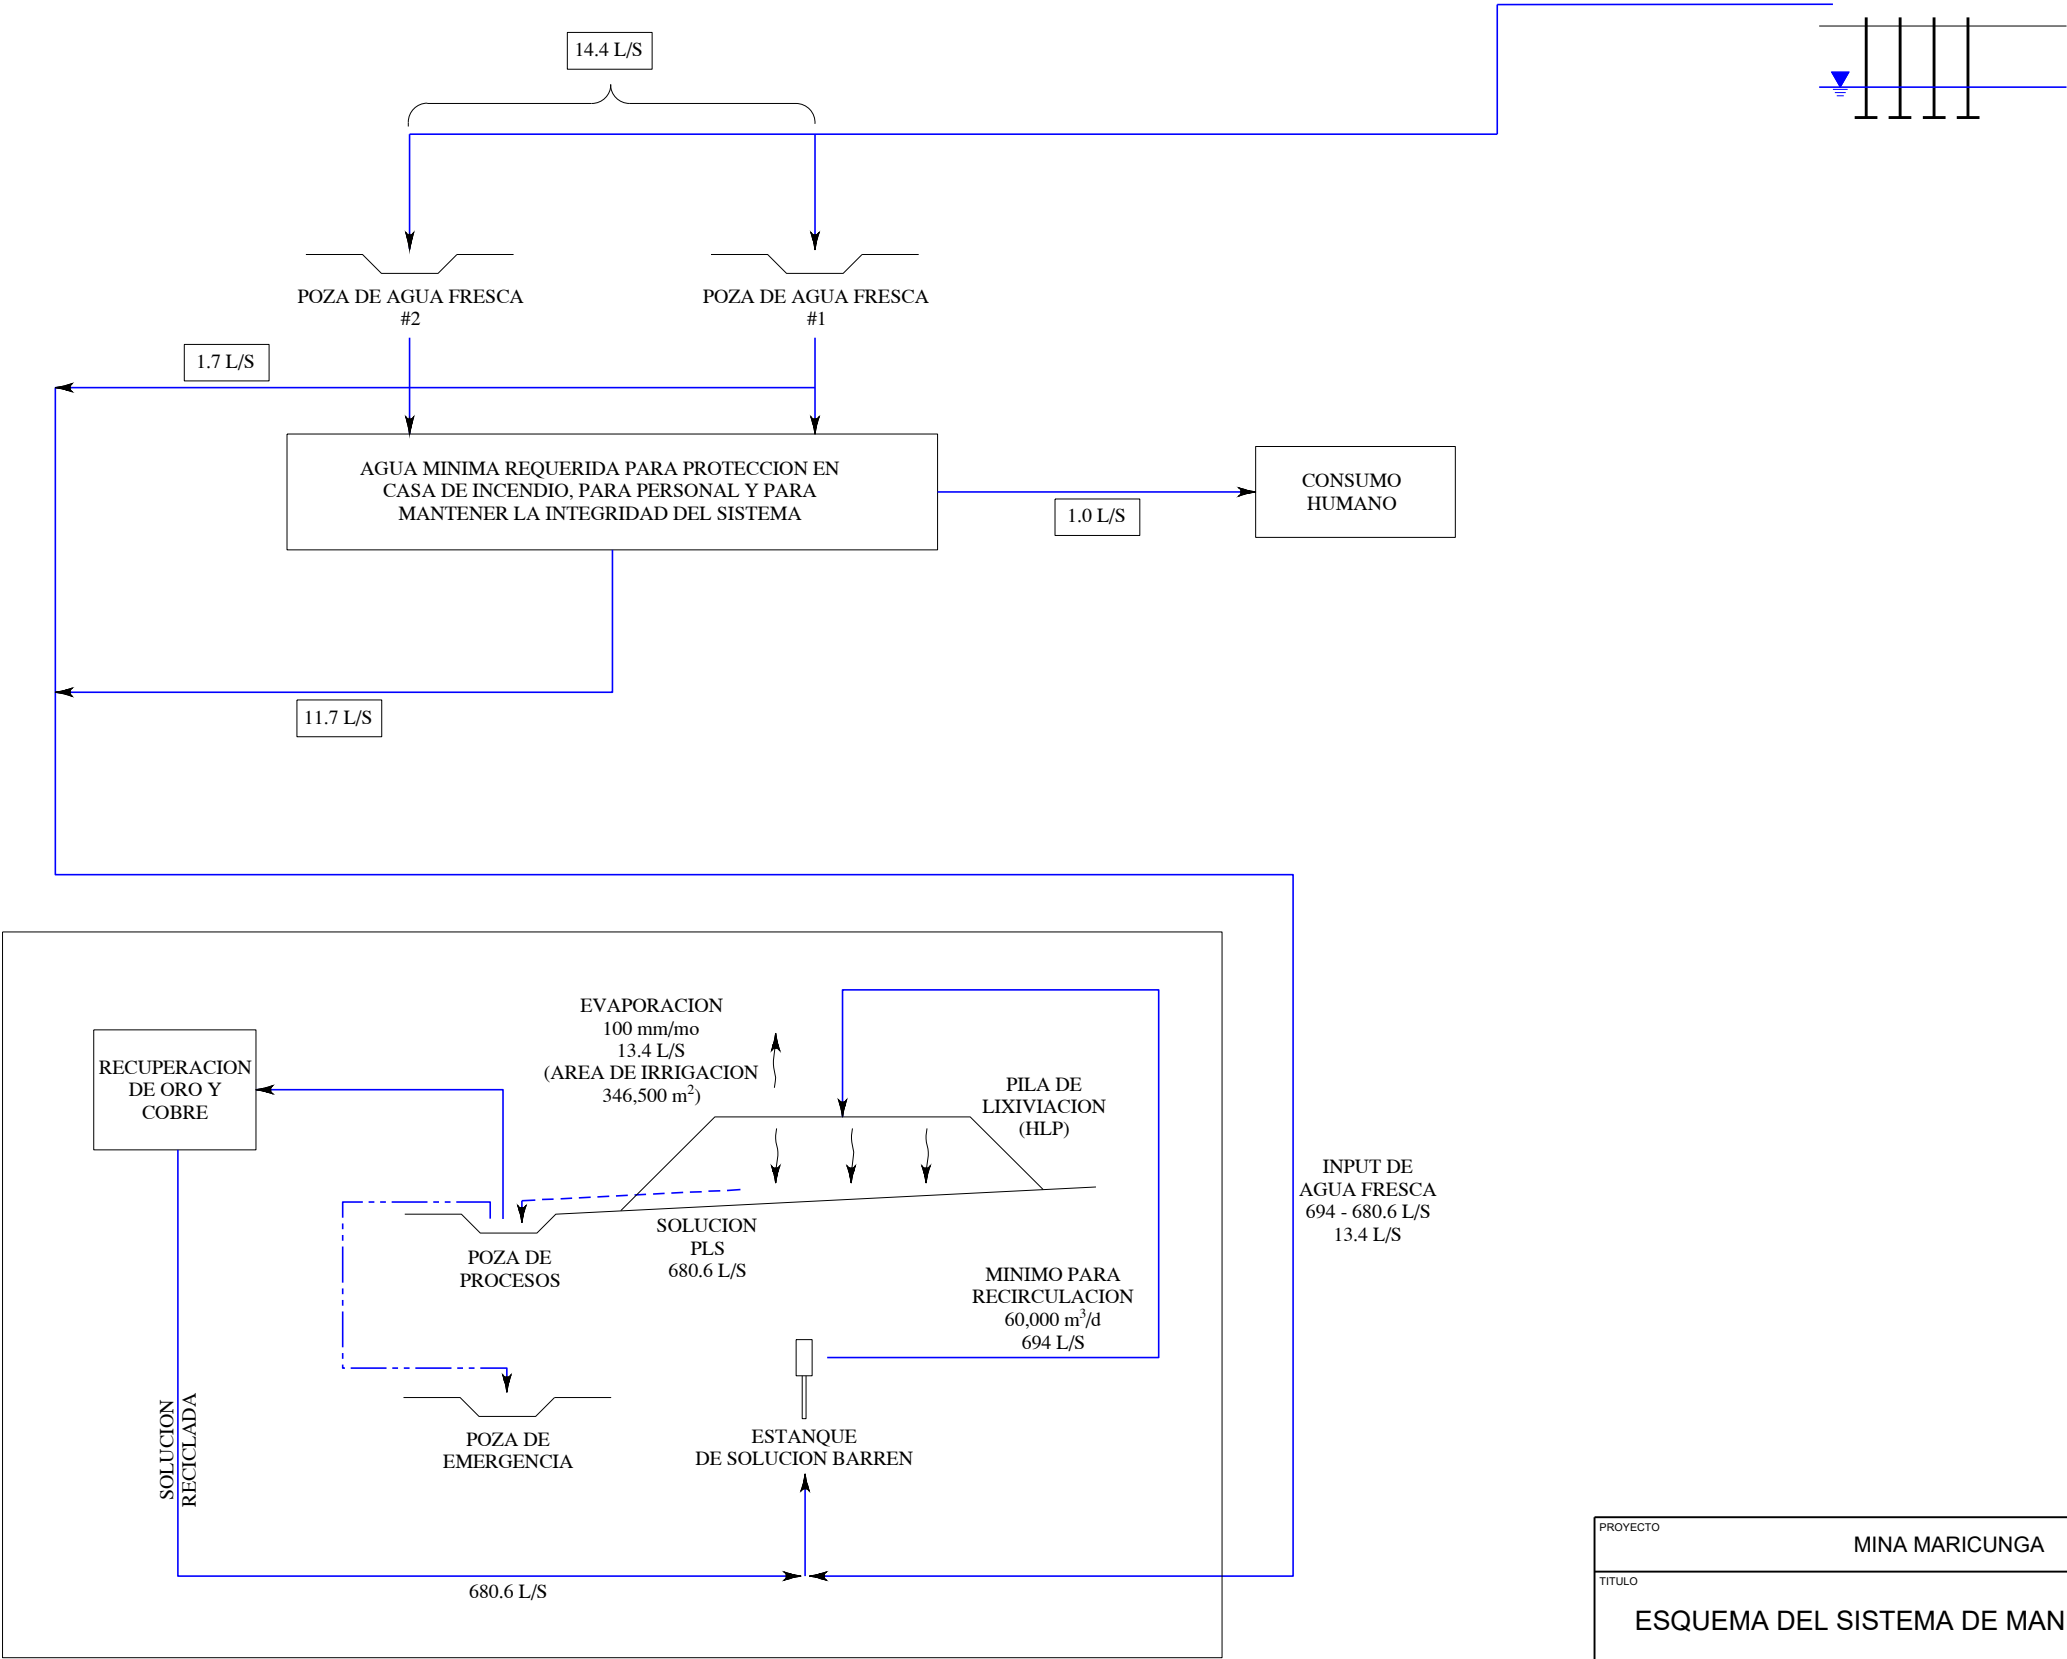 14.4 L/S
POZA DE AGUA FRESCA
#2
POZA DE AGUA FRESCA
#1
1.7 L/S
AGUA MINIMA REQUERIDA PARA PROTECCION EN
CASA DE INCENDIO, PARA PERSONAL Y PARA
MANTENER LA INTEGRIDAD DEL SISTEMA
1.0 L/S
CONSUMO
HUMANO
11.7 L/S
EVAPORACION
100 mm/mo
13.4 L/S
(AREA DE IRRIGACION
346,500 m²)
RECUPERACION
DE ORO Y
COBRE
PILA DE
LIXIVIACION
(HLP)
INPUT DE
AGUA FRESCA
694 - 680.6 L/S
13.4 L/S
SOLUCION
PLS
680.6 L/S
POZA DE
PROCESOS
MINIMO PARA
RECIRCULACION
60,000 m³/d
694 L/S
SOLUCION
RECICLADA
POZA DE
EMERGENCIA
ESTANQUE
DE SOLUCION BARREN
680.6 L/S
PROYECTO
MINA MARICUNGA
TITULO
ESQUEMA DEL SISTEMA DE MAN